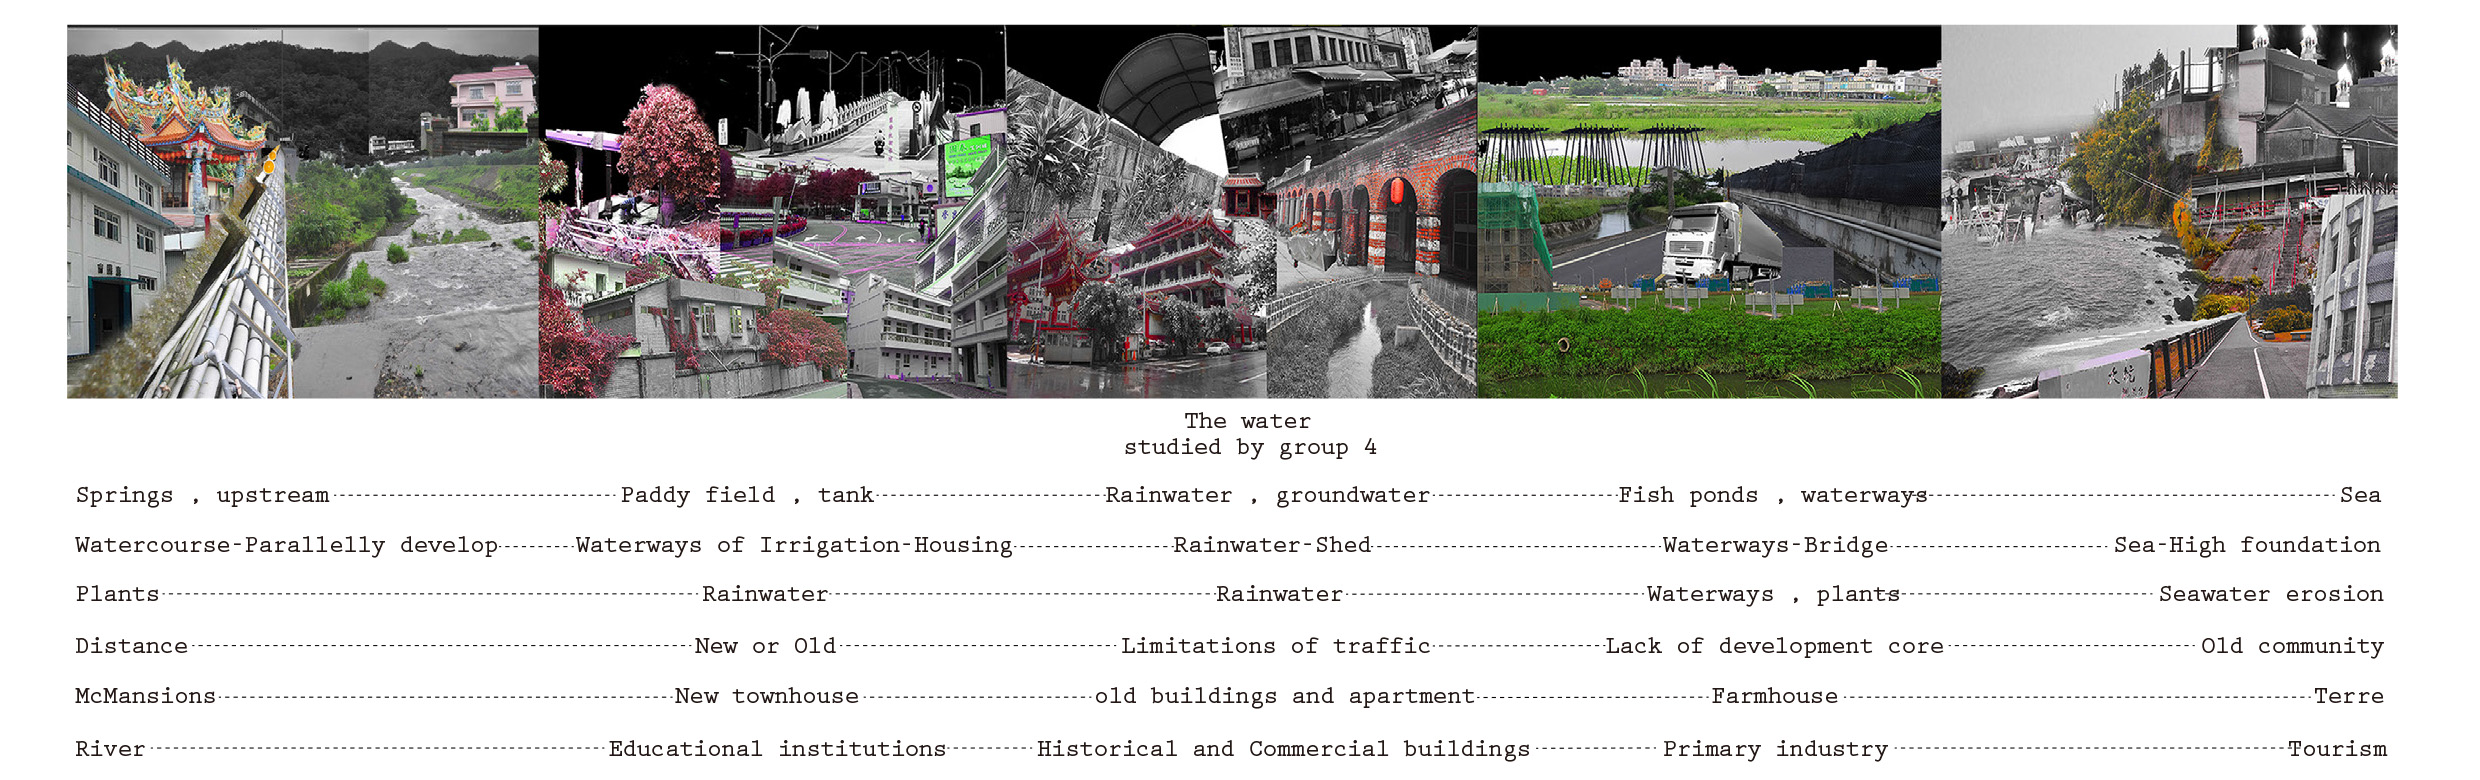 大坑
The water
studied by group 4
Springs , upstream Paddy field , tank Rainwater , groundwater Fish ponds , waterways Sea
Watercourse-Parallelly develop Waterways of Irrigation-Housing Rainwater-Shed Waterways-Bridge Sea-High foundation
Plants Rainwater Rainwater Waterways , plants Seawater erosion
Distance New or Old Limitations of traffic Lack of development core Old community
McMansions New townhouse old buildings and apartment Farmhouse Terre
River Educational institutions Historical and Commercial buildings Primary industry Tourism